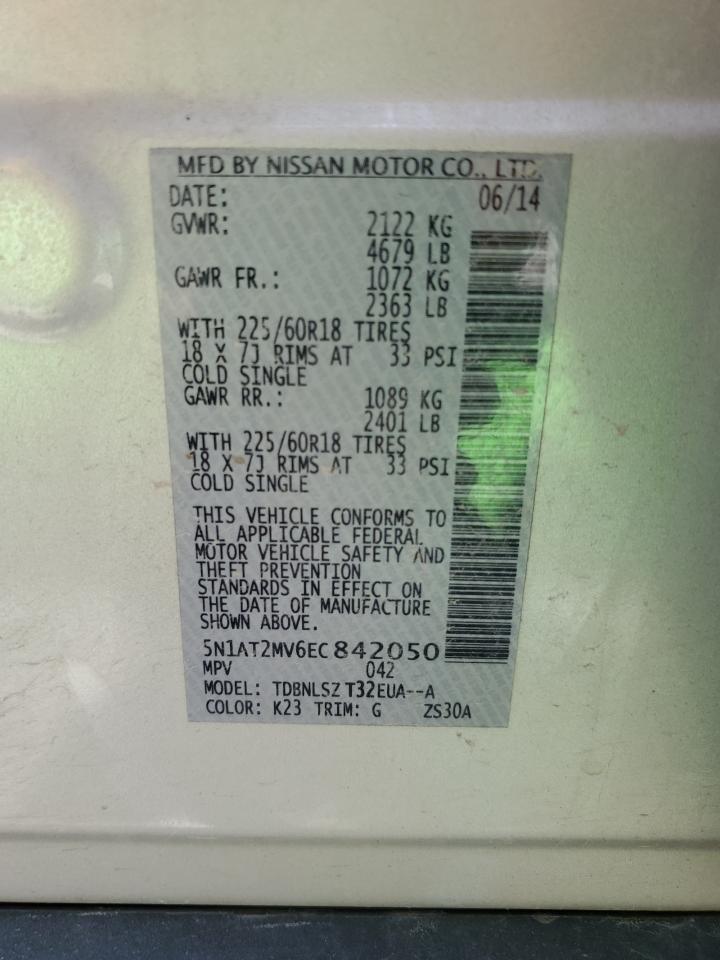 MFD BY NISSAN MOTOR CO., LTD.
DATE: 06/14
GVWR: 2122 KG
4679 LB
GAWR FR.: 1072 KG
2363 LB
WITH 225/60R18 TIRES
18 X 7J RIMS AT 33 PSI
COLD SINGLE
GAWR RR.: 1089 KG
2401 LB
WITH 225/60R18 TIRES
18 X 7J RIMS AT 33 PSI
COLD SINGLE
THIS VEHICLE CONFORMS TO
ALL APPLICABLE FEDERAL
MOTOR VEHICLE SAFETY AND
THEFT PREVENTION
STANDARDS IN EFFECT ON
THE DATE OF MANUFACTURE
SHOWN ABOVE.
5N1AT2MV6EC842050
MPV 042
MODEL: TDBNLSZ T32EUA--A
COLOR: K23 TRIM: G ZS30A